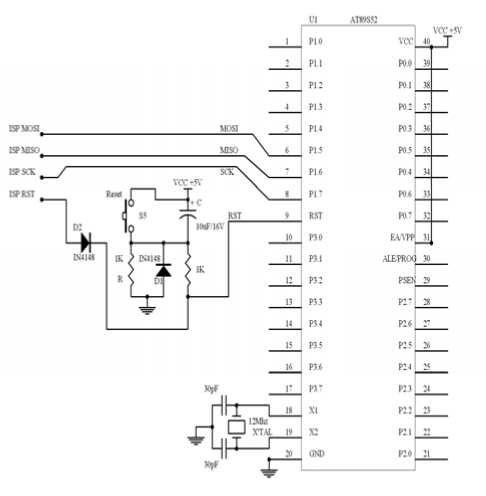 U1 AT89S52
VCC +5V
1 P1.0 VCC 40
2 P1.1 P0.0 39
3 P1.2 P0.1 38
4 P1.3 P0.2 37
ISP MOSI MOSI 5 P1.4 P0.3 36
ISP MISO MISO 6 P1.5 P0.5 35
ISP SCK SCK 7 P1.6 P0.4 34
VCC +5V
ISP RST Reset 8 P1.7 P0.6 33
+ C
S5 RST 9 RST P0.7 32
10uF/16V
D2 10 P3.0 EA/VPP 31
IN4148 1K IN4148 1K 11 P3.1 ALE/PROG 30
R D1 12 P3.2 PSEN 29
13 P3.3 P2.7 28
14 P3.4 P2.6 27
15 P3.5 P2.5 26
16 P3.6 P2.4 25
30pF 17 P3.7 P2.3 24
18 X1 P2.2 23
12Mhz
XTAL 19 X2 P2.1 22
30pF 20 GND P2.0 21